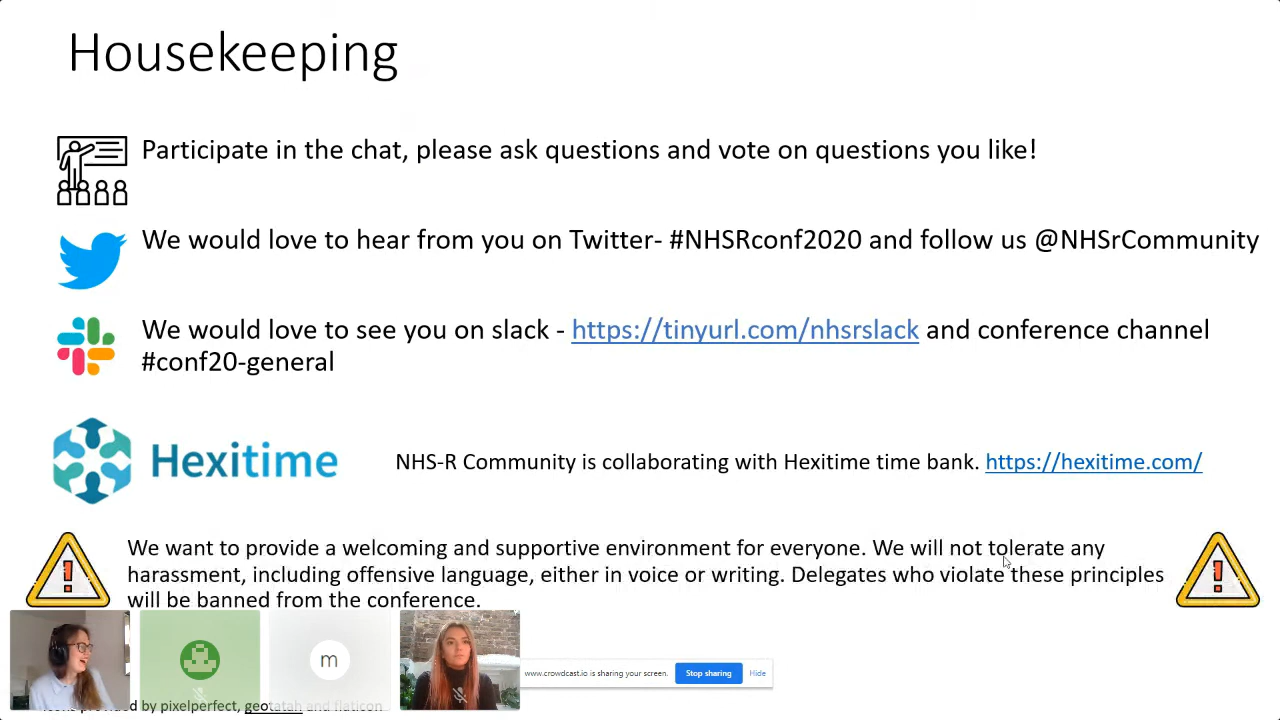 Housekeeping
Participate in the chat, please ask questions and vote on questions you like!
We would love to hear from you on Twitter- #NHSRconf2020 and follow us @NHSrCommunity
We would love to see you on slack - https://tinyurl.com/nhsrslack and conference channel
#conf20-general
Hexitime
NHS-R Community is collaborating with Hexitime time bank. https://hexitime.com/
We want to provide a welcoming and supportive environment for everyone. We will not tolerate any
harassment, including offensive language, either in voice or writing. Delegates who violate these principles
will be banned from the conference.
m
www.crowdcast.io is sharing your screen.
Stop sharing
Hide
provided by pixelperfect, geotatah and flaticon